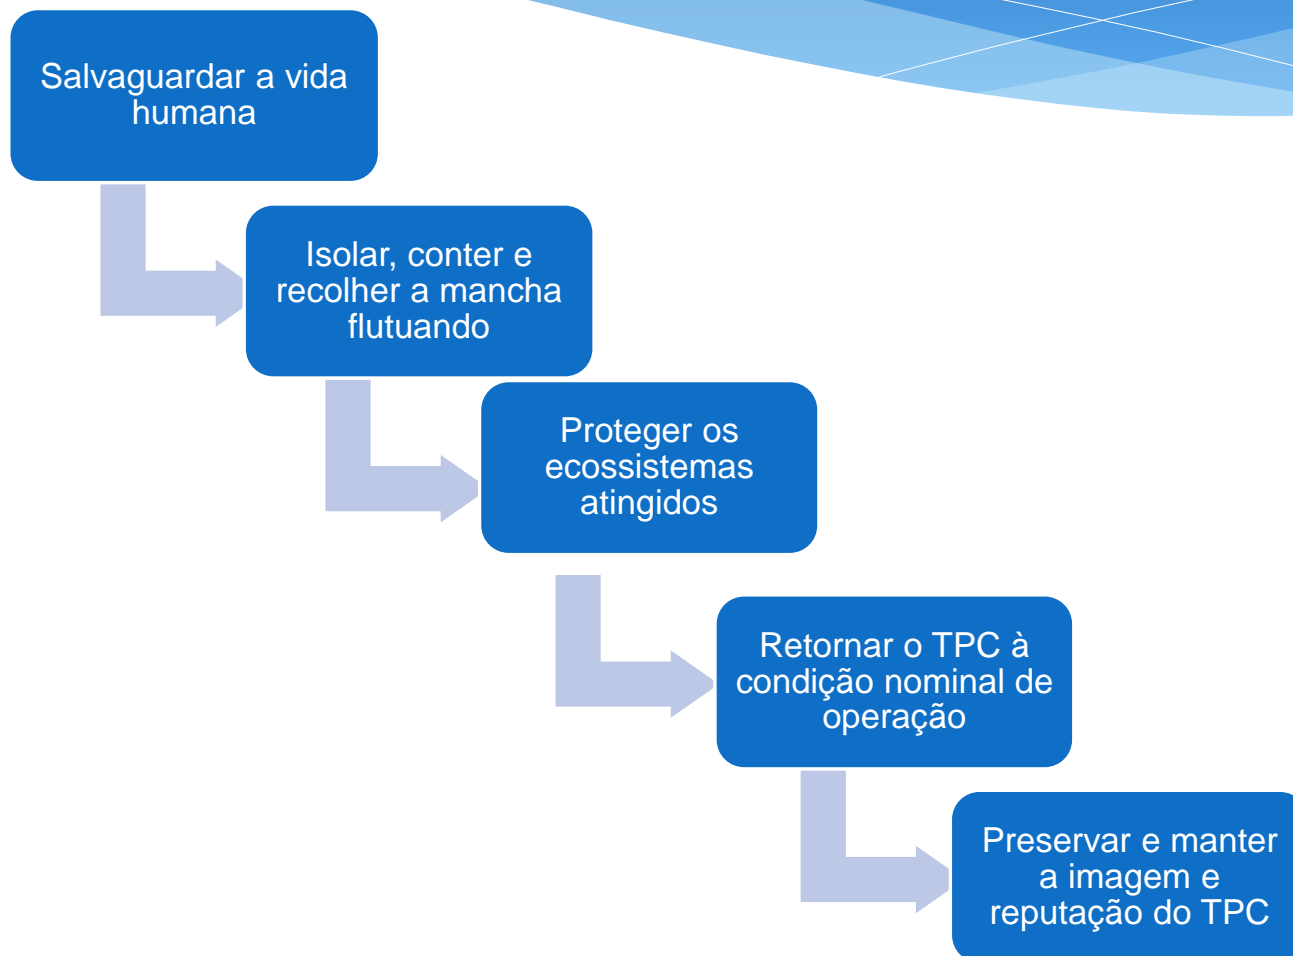 Salvaguardar a vida
humana
Isolar, conter e
recolher a mancha
flutuando
Proteger os
ecossistemas
atingidos
Retornar o TPC à
condição nominal de
operação
Preservar e manter
a imagem e
reputação do TPC